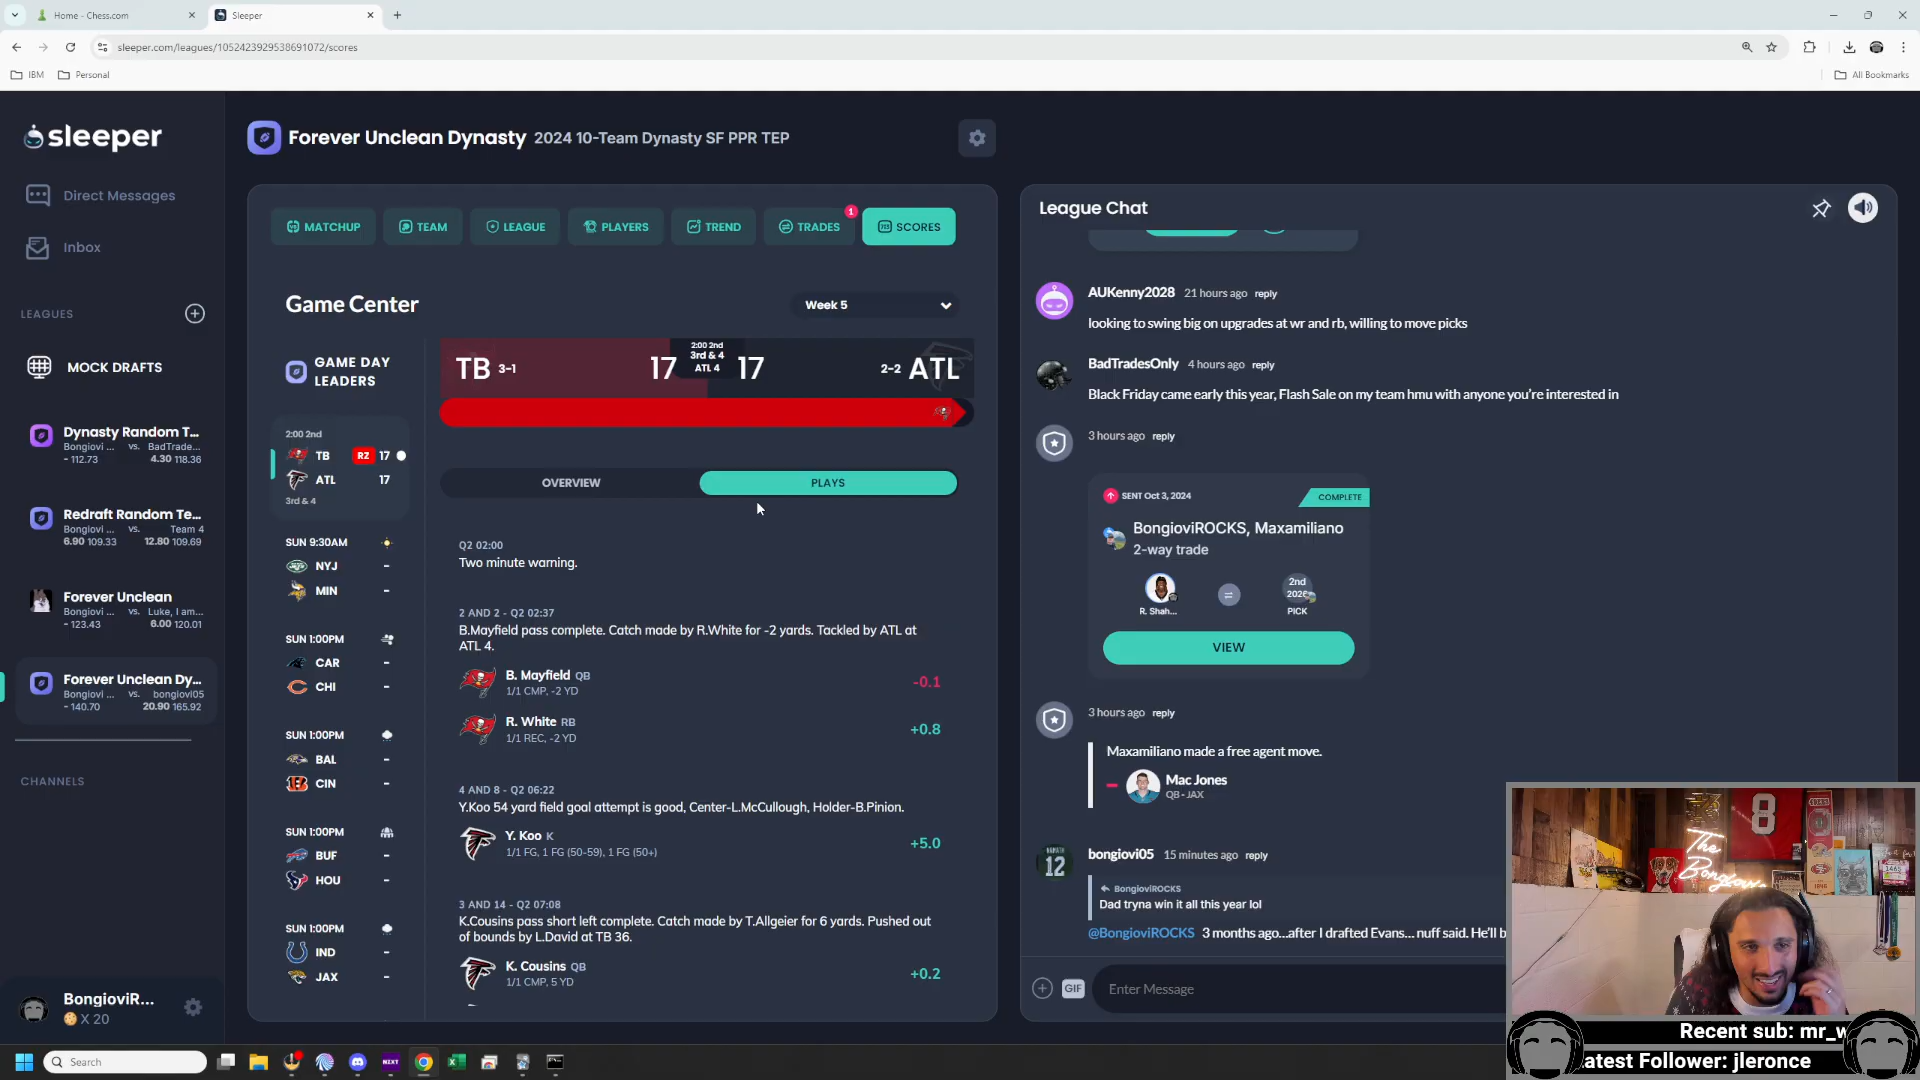 Home - Chess.com
Sleeper
sleeper.com/leagues/1052423929538691072/scores
IBM
Personal
All Bookmarks
sleeper
Direct Messages
Inbox
LEAGUES
MOCK DRAFTS
Dynasty Random T...
Bongiovi ... vs. BadTrade...
- 112.73 4.30 118.36
Redraft Random Te...
Bongiovi ... vs. Team 4
6.90 109.33 12.80 109.69
Forever Unclean
Bongiovi ... vs. Luke, I am...
- 123.43 6.00 120.01
Forever Unclean Dy...
Bongiovi ... vs. bongiovi05
- 140.70 20.90 165.92
CHANNELS
BongioviR...
X 20
Forever Unclean Dynasty 2024 10-Team Dynasty SF PPR TEP
MATCHUP
TEAM
LEAGUE
PLAYERS
TREND
TRADES
1
SCORES
Game Center
Week 5
GAME DAY
LEADERS
2:00 2nd
TB RZ 17
ATL 17
3rd & 4
SUN 9:30AM
NYJ -
MIN -
SUN 1:00PM
CAR -
CHI -
SUN 1:00PM
BAL -
CIN -
SUN 1:00PM
BUF -
HOU -
SUN 1:00PM
IND -
JAX -
TB 3-1 17
2:00 2nd
3rd & 4
ATL 4
17 2-2 ATL
OVERVIEW
PLAYS
Q2 02:00
Two minute warning.
2 AND 2 - Q2 02:37
B.Mayfield pass complete. Catch made by R.White for -2 yards. Tackled by ATL at
ATL 4.
B. Mayfield QB
1/1 CMP, -2 YD
-0.1
R. White RB
1/1 REC, -2 YD
+0.8
4 AND 8 - Q2 06:22
Y.Koo 54 yard field goal attempt is good, Center-L.McCullough, Holder-B.Pinion.
Y. Koo K
1/1 FG, 1 FG (50-59), 1 FG (50+)
+5.0
3 AND 14 - Q2 07:08
K.Cousins pass short left complete. Catch made by T.Allgeier for 6 yards. Pushed out
of bounds by L.David at TB 36.
K. Cousins QB
1/1 CMP, 5 YD
+0.2
League Chat
AUKenny2028 21 hours ago reply
looking to swing big on upgrades at wr and rb, willing to move picks
BadTradesOnly 4 hours ago reply
Black Friday came early this year, Flash Sale on my team hmu with anyone you're interested in
3 hours ago reply
SENT Oct 3, 2024
COMPLETE
BongioviROCKS, Maxamiliano
2-way trade
R. Shah...
2nd
2026
PICK
VIEW
3 hours ago reply
Maxamiliano made a free agent move.
Mac Jones
QB - JAX
bongiovi05 15 minutes ago reply
BongioviROCKS
Dad tryna win it all this year lol
@BongioviROCKS 3 months ago...after I drafted Evans... nuff said. He'll b
GIF
Enter Message
The
8
Recent sub: mr_w
atest Follower: jleronce
Search